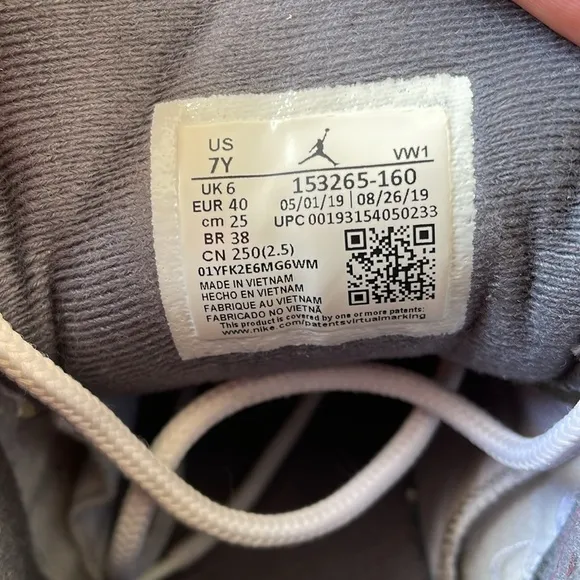 US
7Y
VW1
UK 6
153265-160
EUR 40
05/01/19 | 08/26/19
cm 25
UPC 00193154050233
BR 38
CN 250(2.5)
01YFK2E6MG6WM
MADE IN VIETNAM
HECHO EN VIETNAM
FABRIQUE AU VIETNAM
FABRICADO NO VIETNÃ
This product is covered by one or more patents:
www.nike.com/patentsvirtualmarking